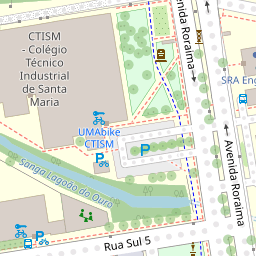 CTISM
- Colégio
Técnico
Industrial
de Santa
Maria
Avenida Roraima
SRA Eng
UMAbike
CTISM
P
Avenida Roraima
Sanga Lagoão do Ouro
P
P
Rua Sul 5
P